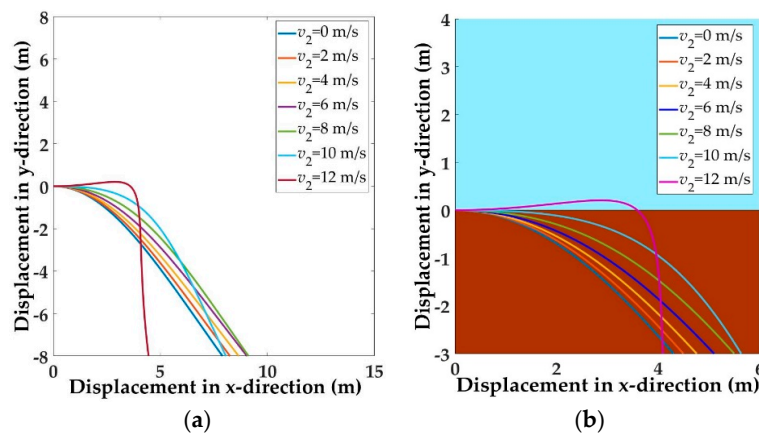 8
6
4
2
0
-2
-4
-6
-8
Displacement in y-direction (m)
v2=0 m/s
v2=2 m/s
v2=4 m/s
v2=6 m/s
v2=8 m/s
v2=10 m/s
v2=12 m/s
0 5 10 15
Displacement in x-direction (m)
(a)
4
3
2
1
0
-1
-2
-3
Displacement in y-direction (m)
v2=0 m/s
v2=2 m/s
v2=4 m/s
v2=6 m/s
v2=8 m/s
v2=10 m/s
v2=12 m/s
0 2 4 6
Displacement in x-direction (m)
(b)